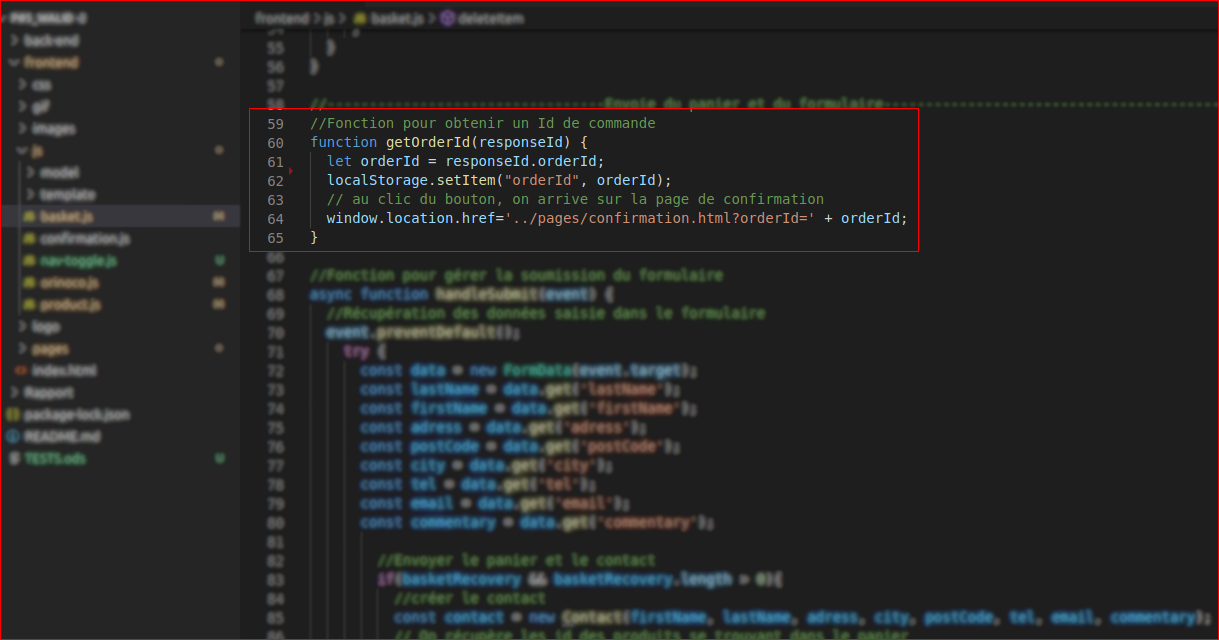 P85_WALID-2
back-end
frontend
css
gif
images
js
model
template
basket.js
confirmation.js
nav-toggle.js U
orinoco.js
product.js
logo
pages
index.html
Rapport
package-lock.json
README.md
TESTS.ods U
frontend > js > basket.js > deleteItem
55 }
56 }
57
58 //---------------------------------Envoie du panier et du formulaire----------------------------------------
59 //Fonction pour obtenir un Id de commande
60 function getOrderId(responseId) {
61 let orderId = responseId.orderId;
62 localStorage.setItem("orderId", orderId);
63 // au clic du bouton, on arrive sur la page de confirmation
64 window.location.href='../pages/confirmation.html?orderId=' + orderId;
65 }
66
67 //Fonction pour gérer la soumission du formulaire
68 async function handleSubmit(event) {
69 //Récupération des données saisie dans le formulaire
70 event.preventDefault();
71 try {
72 const data = new FormData(event.target);
73 const lastName = data.get('lastName');
74 const firstName = data.get('firstName');
75 const adress = data.get('adress');
76 const postCode = data.get('postCode');
77 const city = data.get('city');
78 const tel = data.get('tel');
79 const email = data.get('email');
80 const commentary = data.get('commentary');
81
82 //Envoyer le panier et le contact
83 if(basketRecovery && basketRecovery.length > 0){
84 //créer le contact
85 const contact = new Contact(firstName, lastName, adress, city, postCode, tel, email, commentary);
86 // On récupère les id des produits se trouvant dans le panier